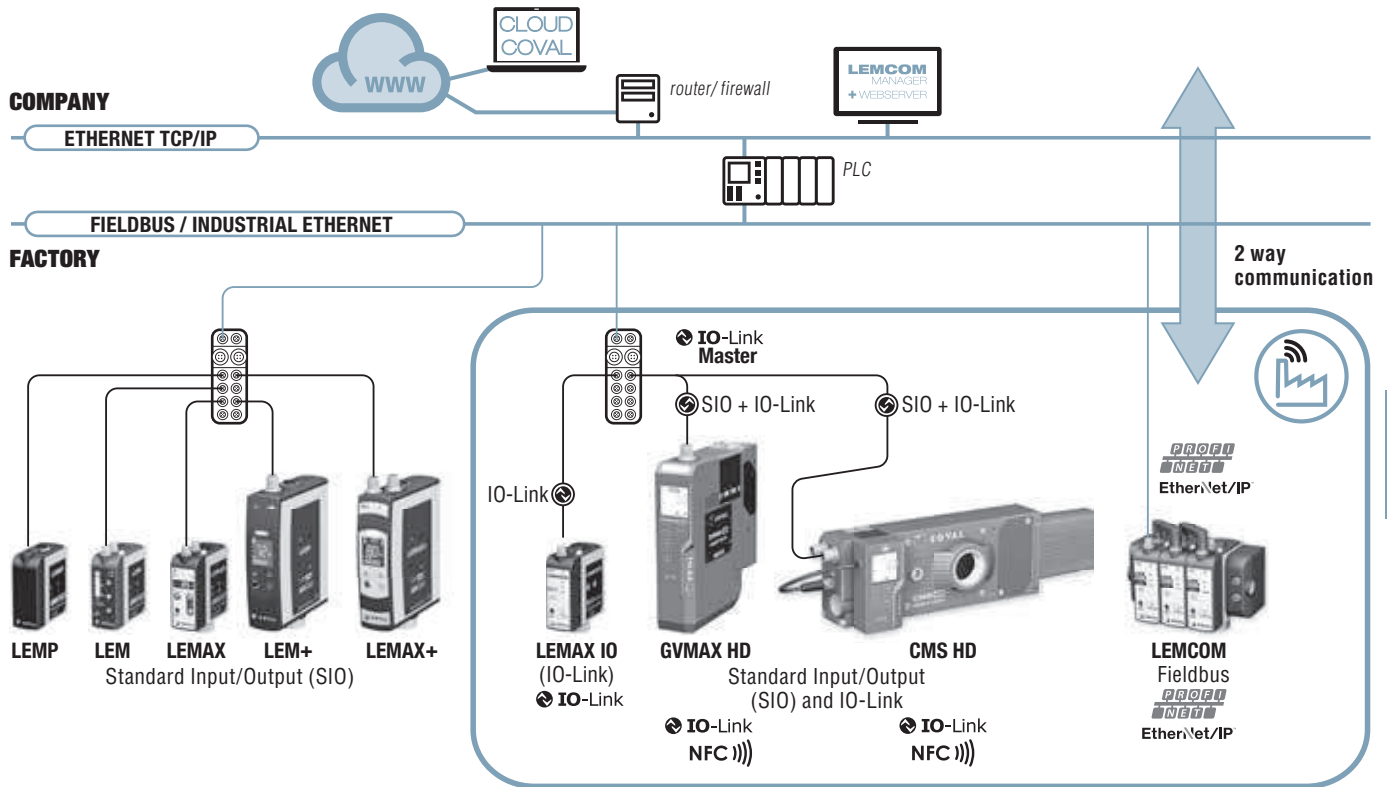 CLOUD
COVAL
WWW
router/ firewall
LEMCOM
MANAGER
+ WEBSERVER
COMPANY
ETHERNET TCP/IP
PLC
FIELDBUS / INDUSTRIAL ETHERNET
FACTORY
2 way
communication
IO-Link
Master
SIO + IO-Link
SIO + IO-Link
IO-Link
PROFI
NET
EtherNet/IP
COVAL
LEMP
LEM
LEMAX
LEM+
LEMAX+
Standard Input/Output (SIO)
LEMAX IO
(IO-Link)
IO-Link
GVMAX HD
CMS HD
Standard Input/Output
(SIO) and IO-Link
IO-Link
NFC
IO-Link
NFC
LEMCOM
Fieldbus
PROFI
NET
EtherNet/IP